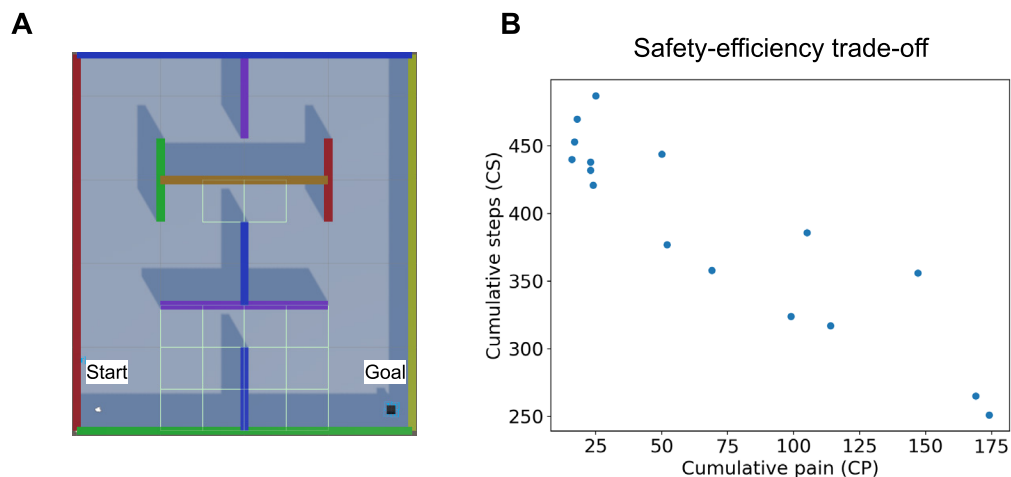 A
B
Safety-efficiency trade-off
Start
Goal
Cumulative steps (CS)
450
400
350
300
250
25 50 75 100 125 150 175
Cumulative pain (CP)